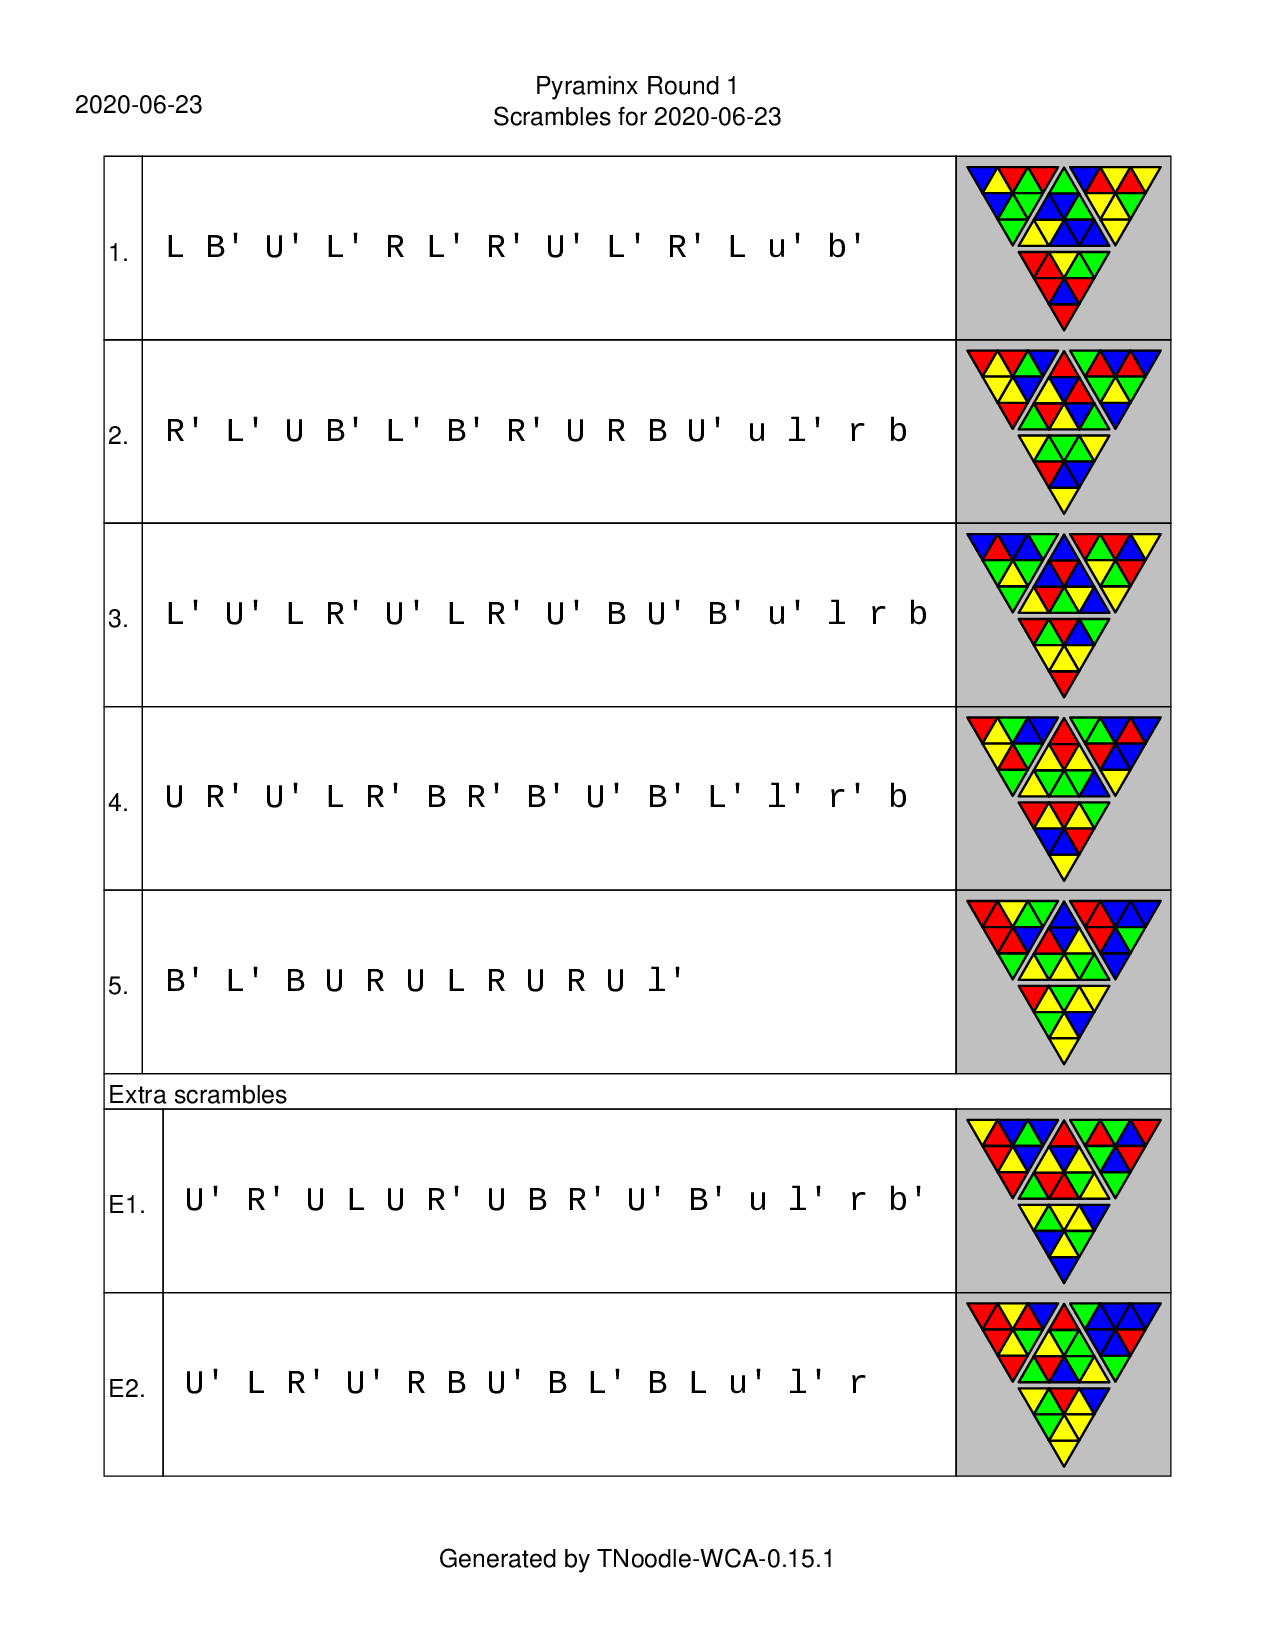 2020-06-23
Pyraminx Round 1
Scrambles for 2020-06-23
1. L B' U' L' R L' R' U' L' R' L u' b'
2. R' L' U B' L' B' R' U R B U' u l' r b
3. L' U' L R' U' L R' U' B U' B' u' l r b
4. U R' U' L R' B R' B' U' B' L' l' r' b
5. B' L' B U R U L R U R U l'
Extra scrambles
E1. U' R' U L U R' U B R' U' B' u l' r b'
E2. U' L R' U' R B U' B L' B L u' l' r
Generated by TNoodle-WCA-0.15.1